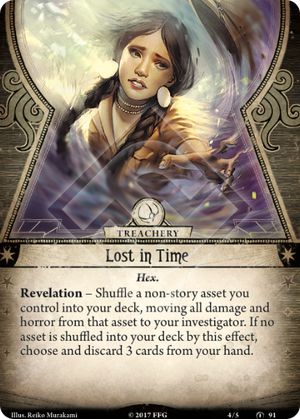 TREACHERY
Lost in Time
Hex.
Revelation – Shuffle a non-story asset you
control into your deck, moving all damage and
horror from that asset to your investigator. If no
asset is shuffled into your deck by this effect,
choose and discard 3 cards from your hand.
Illus. Reiko Murakami © 2017 FFG 4/5 91